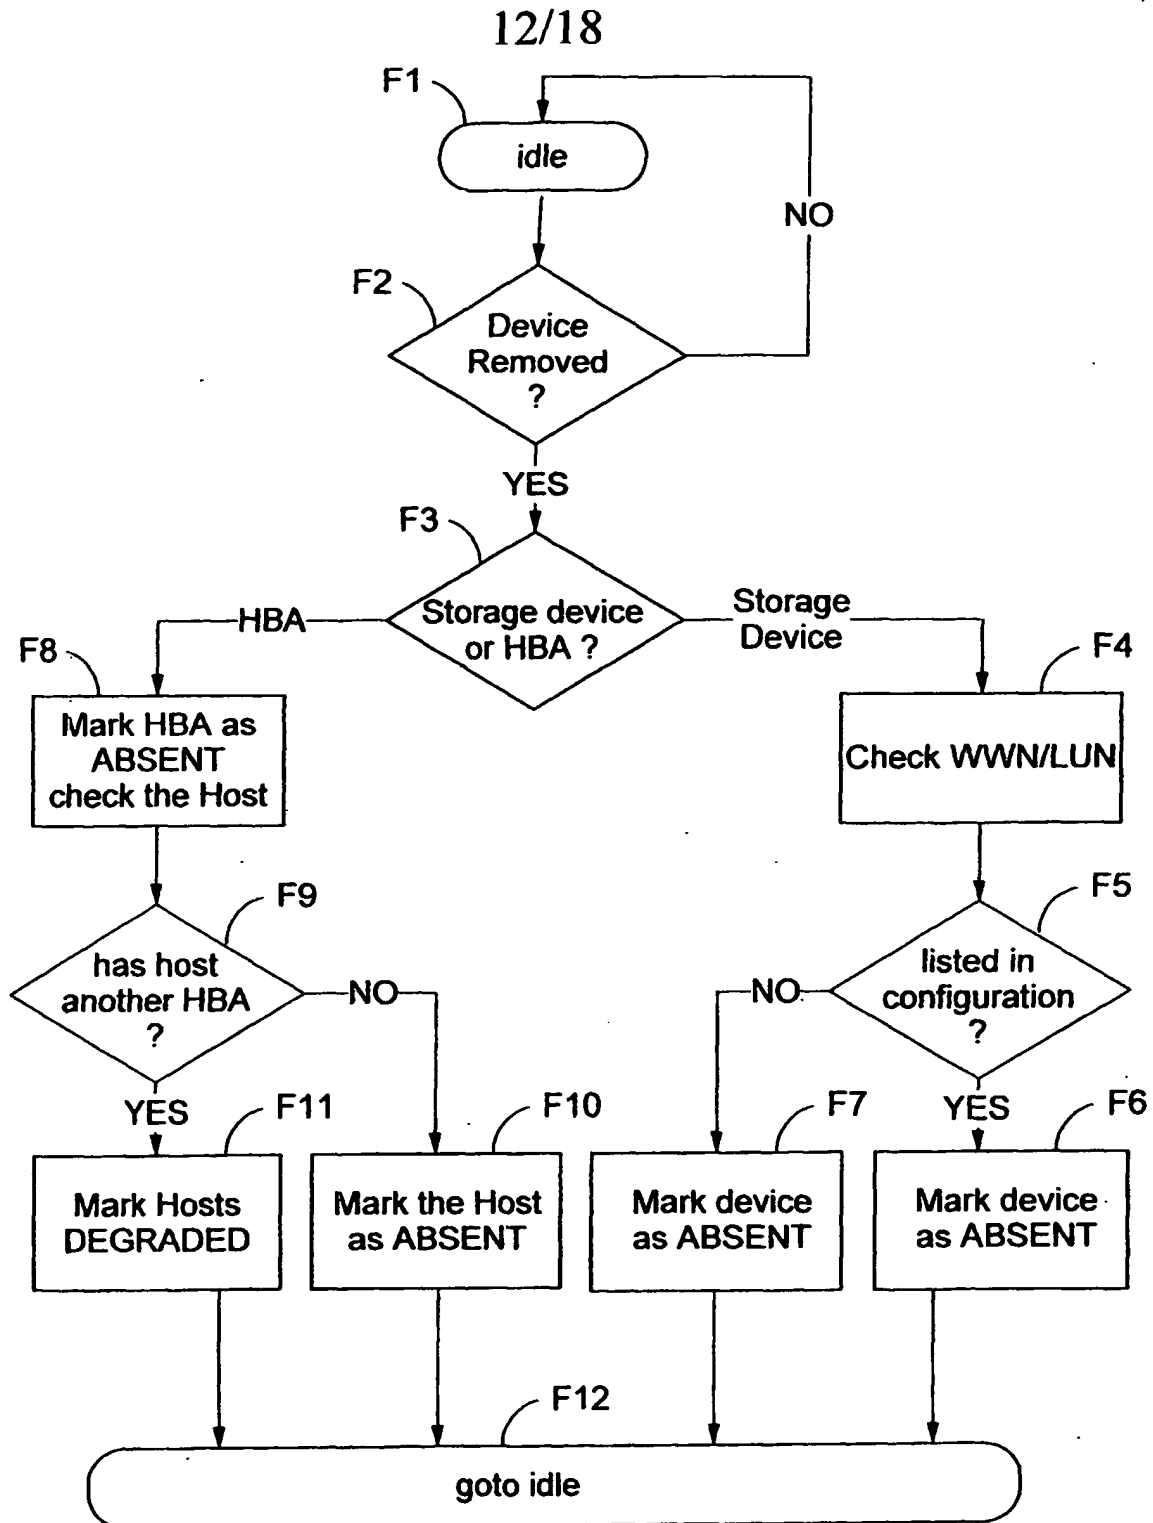 12/18
F1
idle
NO
F2
Device
Removed
?
YES
F3
Storage device
or HBA ?
HBA
Storage
Device
F8
Mark HBA as
ABSENT
check the Host
F4
Check WWN/LUN
F9
has host
another HBA
?
NO
YES
F5
listed in
configuration
?
NO
YES
F11
Mark Hosts
DEGRADED
F10
Mark the Host
as ABSENT
F7
Mark device
as ABSENT
F6
Mark device
as ABSENT
F12
goto idle